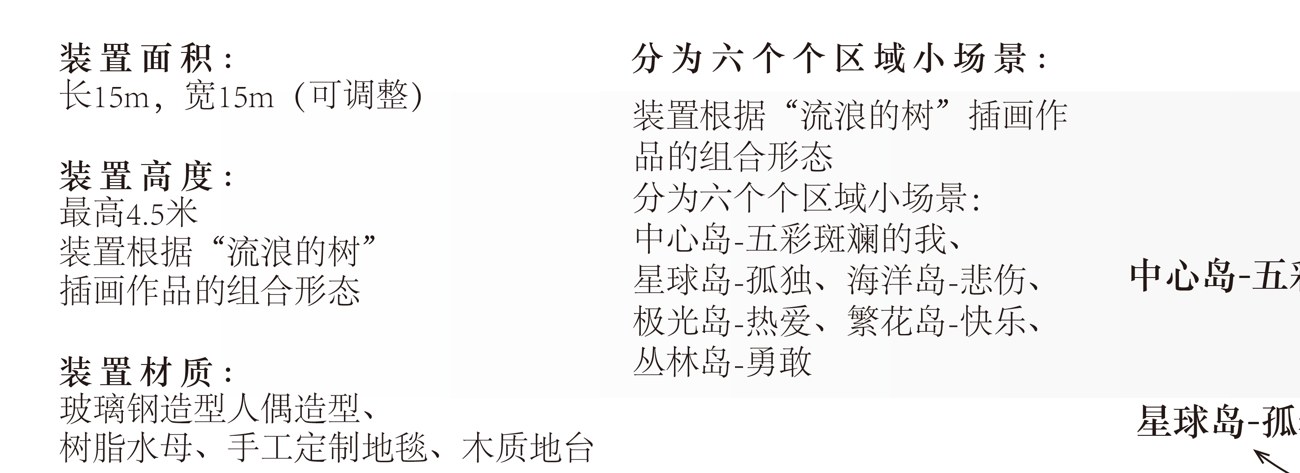 装置面积：
长15m，宽15m（可调整）
装置高度：
最高4.5米
装置根据“流浪的树”
插画作品的组合形态
装置材质：
玻璃钢造型人偶造型、
树脂水母、手工定制地毯、木质地台
分为六个个区域小场景：
装置根据“流浪的树”插画作
品的组合形态
分为六个个区域小场景：
中心岛-五彩斑斓的我、
星球岛-孤独、海洋岛-悲伤、
极光岛-热爱、繁花岛-快乐、
丛林岛-勇敢
中心岛-五
星球岛-孤